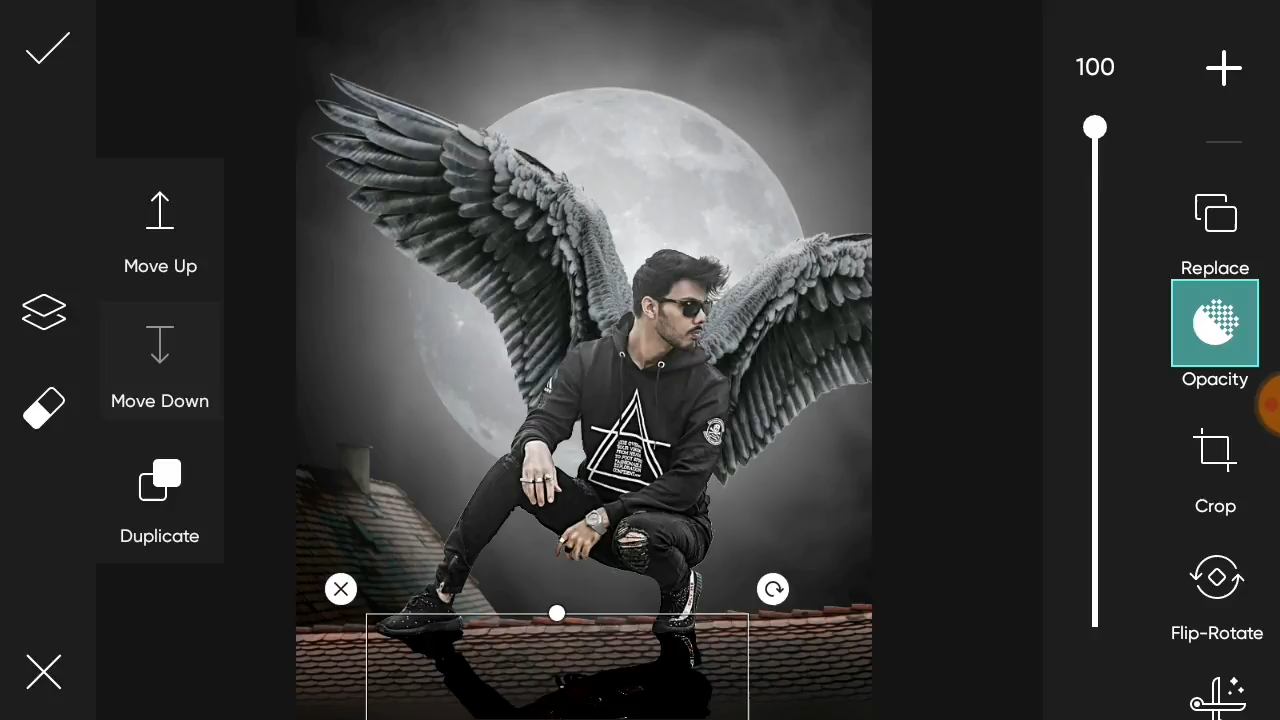 100
Move Up
Replace
Opacity
Move Down
Crop
Duplicate
Flip-Rotate